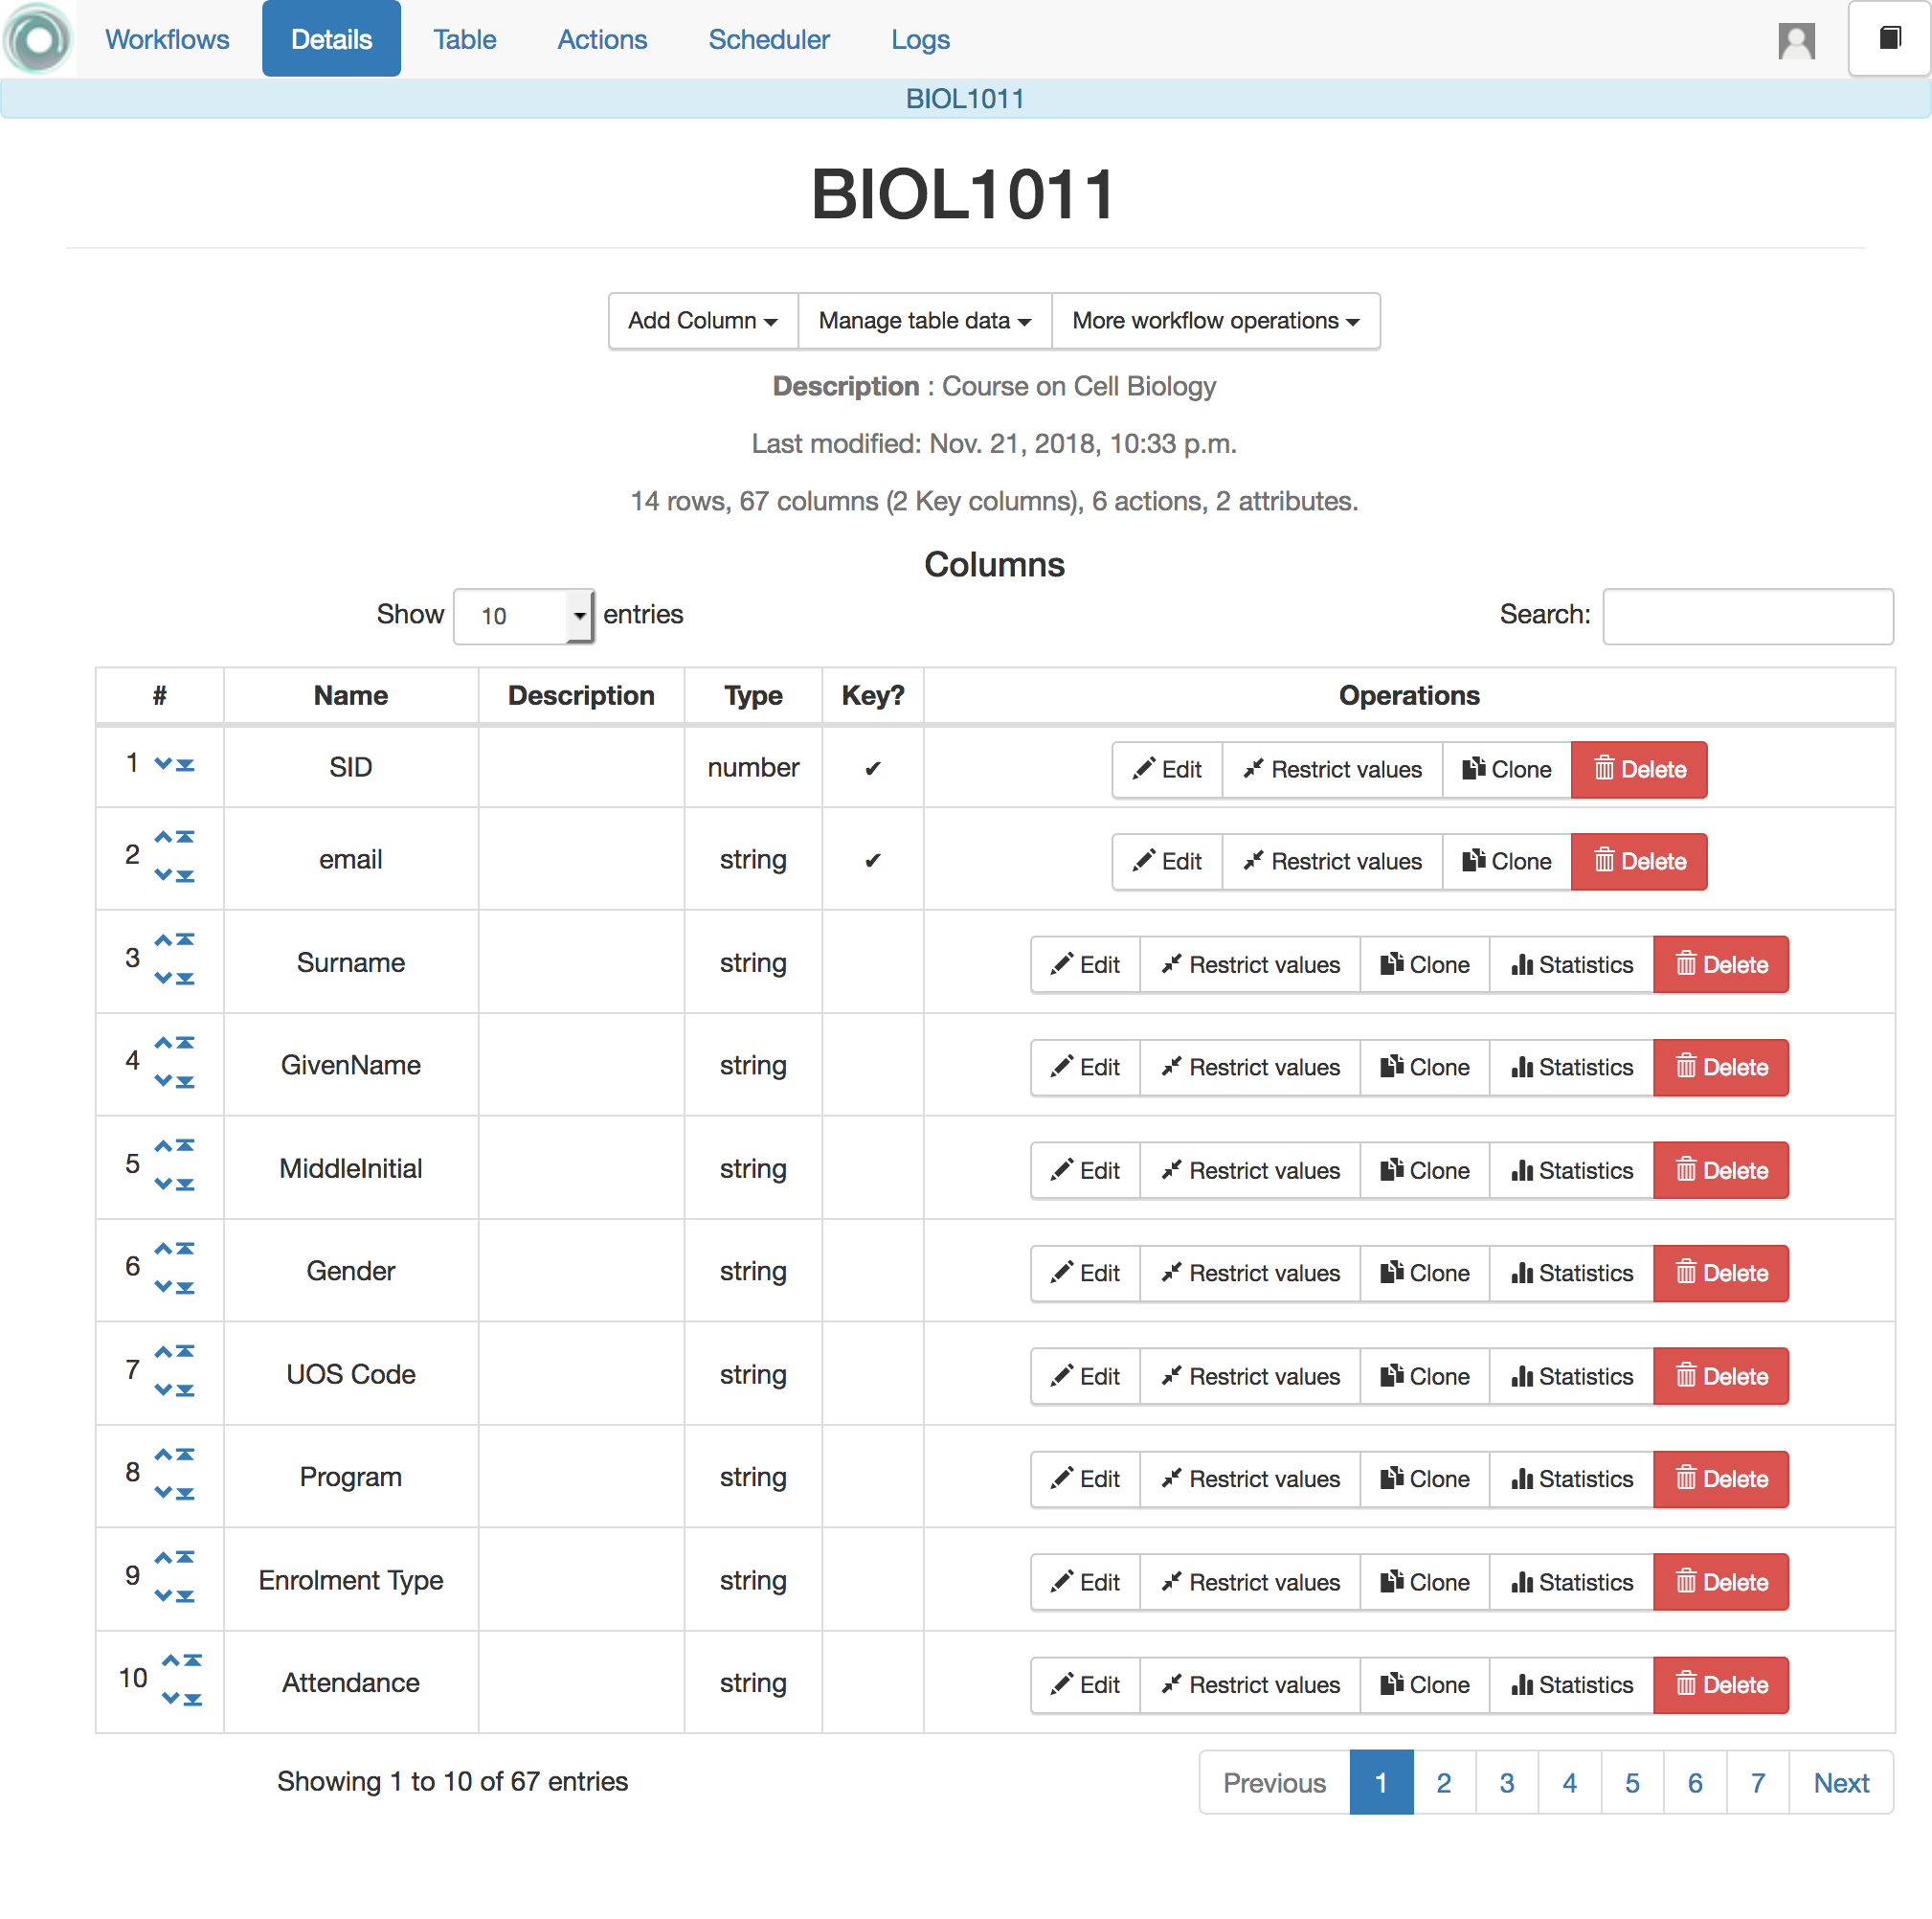 Workflows Details Table Actions Scheduler Logs
BIOL1011
BIOL1011
Add Column Manage table data More workflow operations
Description : Course on Cell Biology
Last modified: Nov. 21, 2018, 10:33 p.m.
14 rows, 67 columns (2 Key columns), 6 actions, 2 attributes.
Columns
Show 10 entries Search:
# Name Description Type Key? Operations
1 SID number ✔ Edit Restrict values Clone Delete
2 email string ✔ Edit Restrict values Clone Delete
3 Surname string Edit Restrict values Clone Statistics Delete
4 GivenName string Edit Restrict values Clone Statistics Delete
5 MiddleInitial string Edit Restrict values Clone Statistics Delete
6 Gender string Edit Restrict values Clone Statistics Delete
7 UOS Code string Edit Restrict values Clone Statistics Delete
8 Program string Edit Restrict values Clone Statistics Delete
9 Enrolment Type string Edit Restrict values Clone Statistics Delete
10 Attendance string Edit Restrict values Clone Statistics Delete
Showing 1 to 10 of 67 entries Previous 1 2 3 4 5 6 7 Next